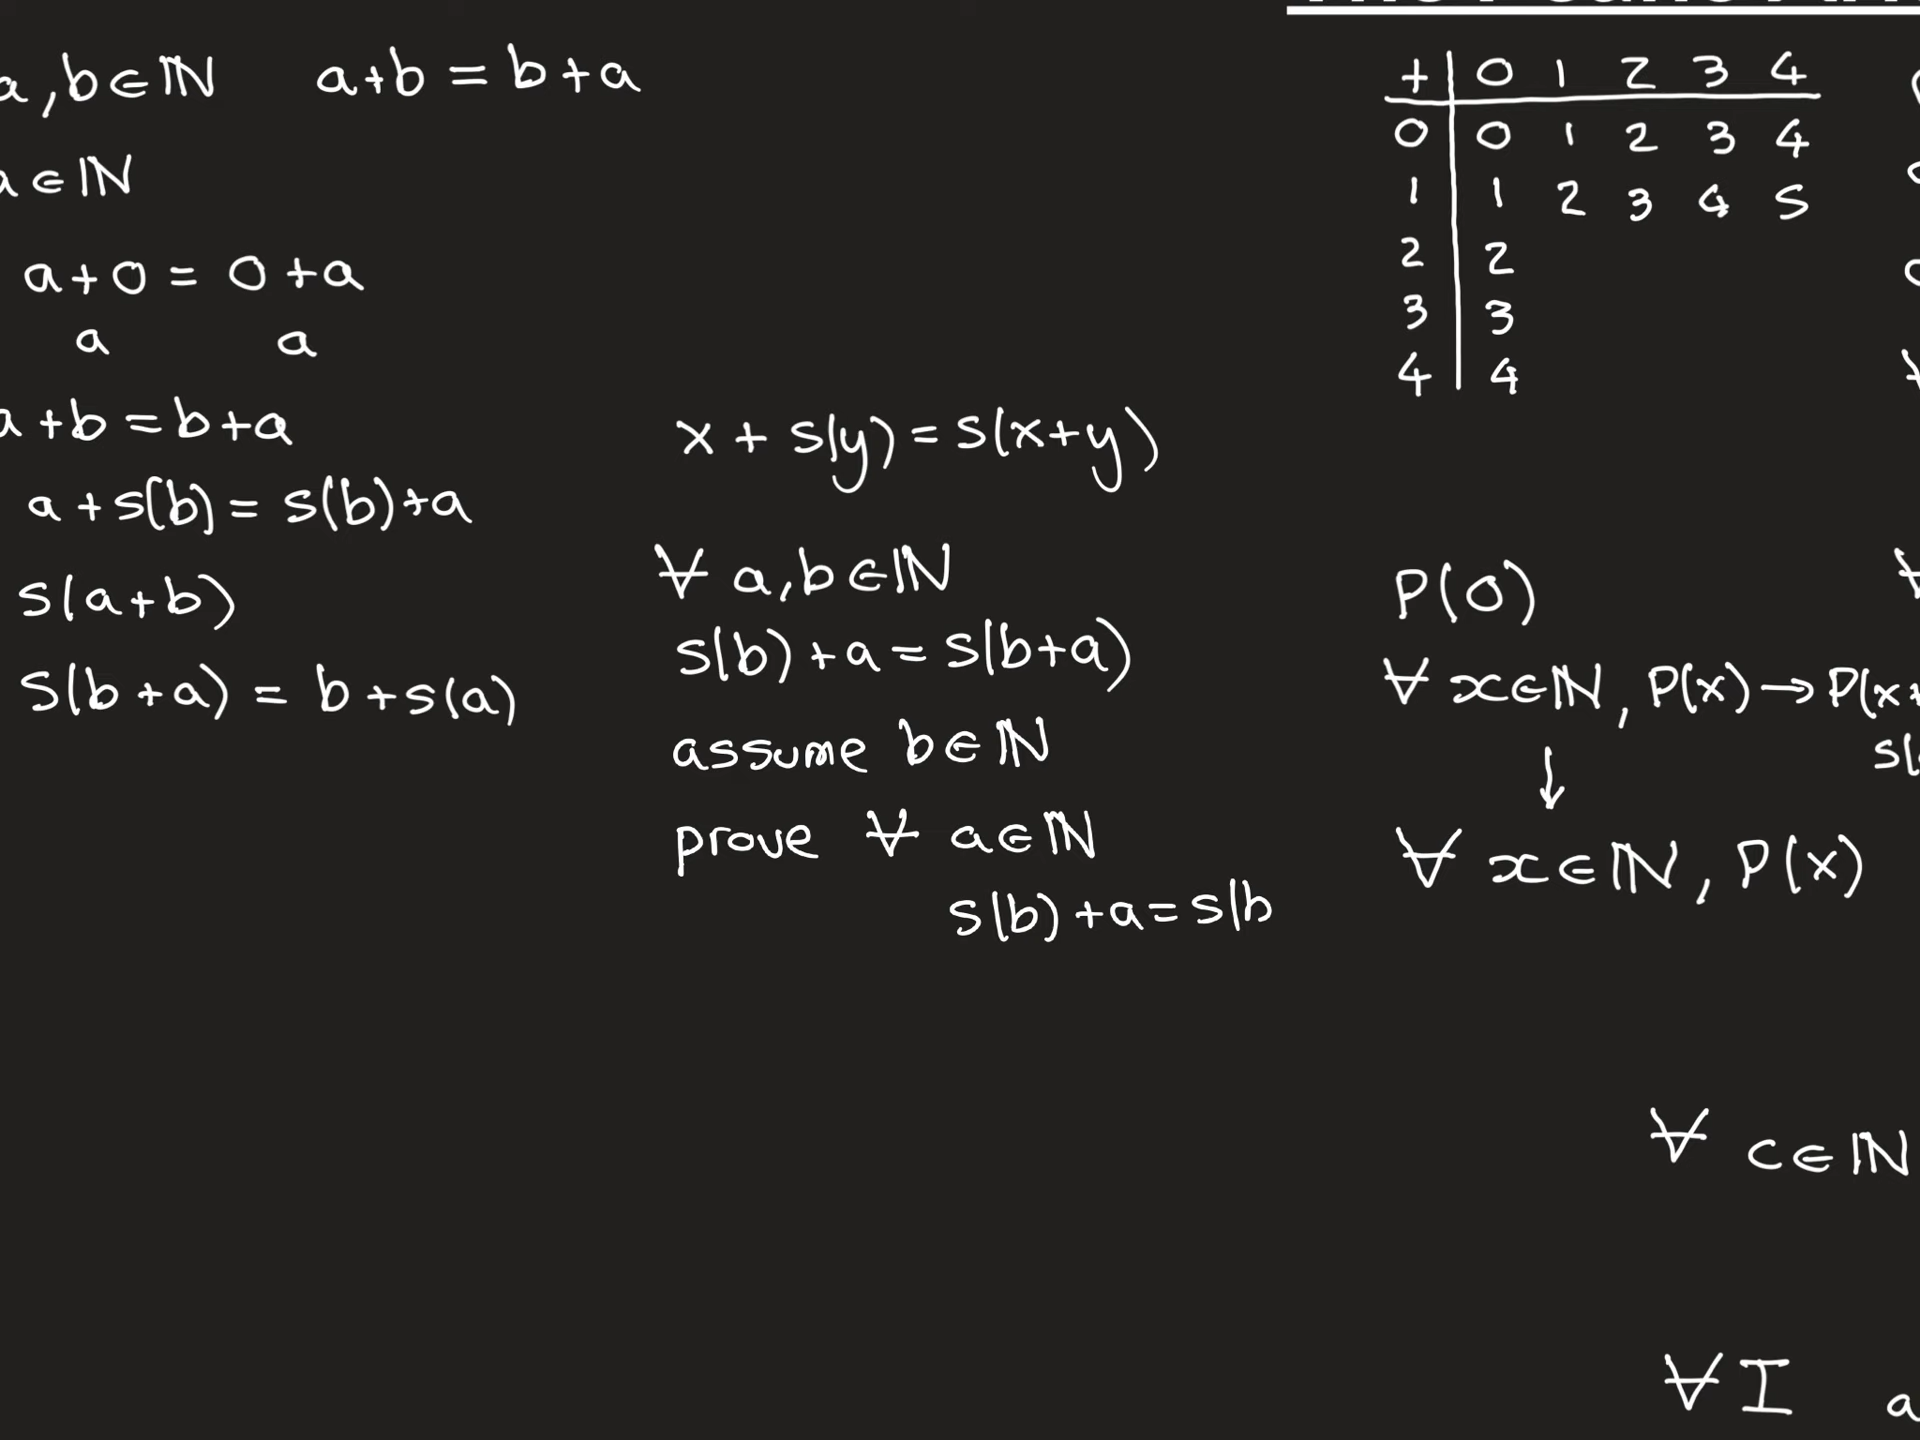 a, b ∈ ℕ a+b = b+a
a ∈ ℕ
a+0 = 0+a
a a
a+b = b+a
a+s(b) = s(b)+a
s(a+b)
s(b+a) = b+s(a)
x + s(y) = s(x+y)
∀ a,b ∈ ℕ
s(b)+a = s(b+a)
assume b ∈ ℕ
prove ∀ a ∈ ℕ
s(b)+a = s(b
+ 0 1 2 3 4
0 0 1 2 3 4
1 1 2 3 4 5
2 2
3 3
4 4
P(0)
∀ x ∈ ℕ, P(x) → P(x+
s(
↓
∀ x ∈ ℕ, P(x)
∀ c ∈ ℕ
∀I a